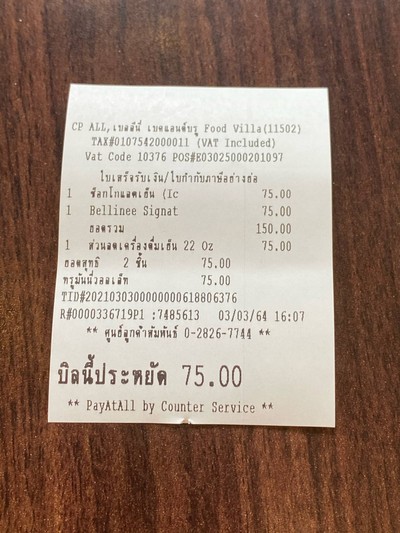 CP ALL,เบลลินี่ เบคแอนด์บรู Food Villa(11502)
TAX#0107542000011 (VAT Included)
Vat Code 10376 POS#E03025000201097
ใบเสร็จรับเงิน/ใบกำกับภาษีอย่างย่อ
1 ช็อกโกแลตเย็น (Ic 75.00
1 Bellinee Signat 75.00
ยอดรวม 150.00
1 ส่วนลดเครื่องดื่มเย็น 22 Oz 75.00
ยอดสุทธิ 2 ชิ้น 75.00
ทรูมันนี่วอลเล็ท 75.00
TID#2021030300000000618806376
R#0000336719P1 :7485613 03/03/64 16:07
** ศูนย์ลูกค้าสัมพันธ์ 0-2826-7744 **
บิลนี้ประหยัด 75.00
** PayAtAll by Counter Service **